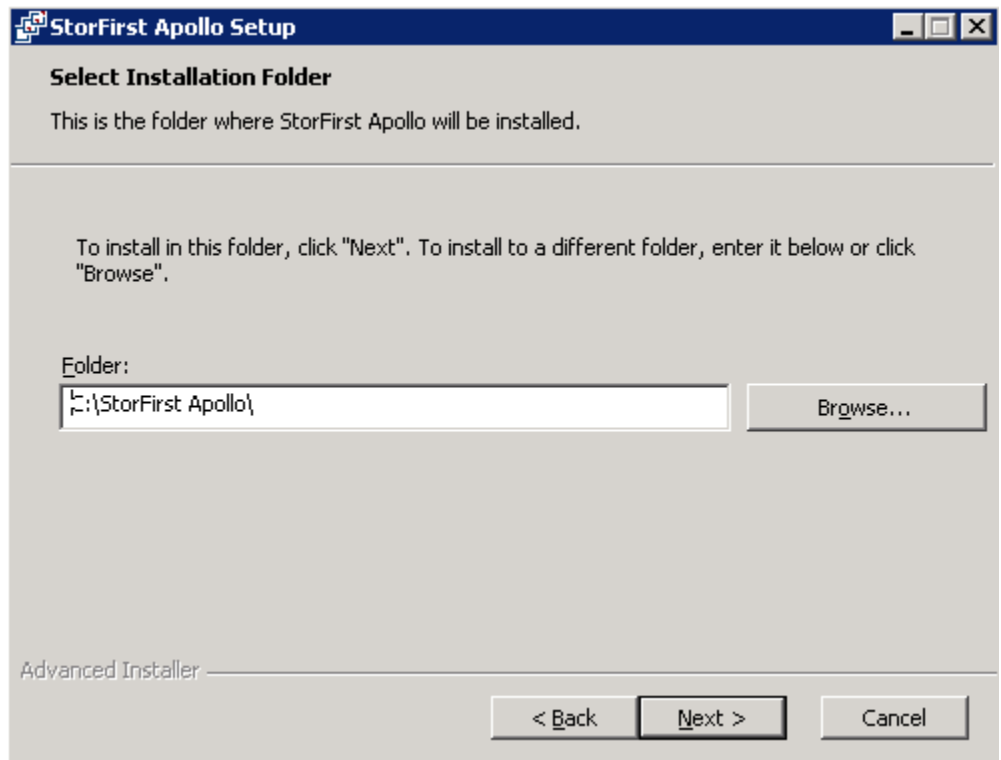 StorFirst Apollo Setup
Select Installation Folder
This is the folder where StorFirst Apollo will be installed.
To install in this folder, click "Next". To install to a different folder, enter it below or click
"Browse".
Folder:
C:\StorFirst Apollo\
Browse...
Advanced Installer
< Back
Next >
Cancel